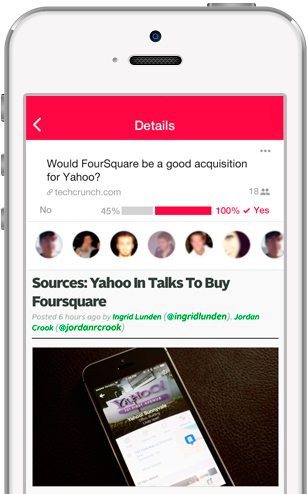 Details
Would FourSquare be a good acquisition
for Yahoo?
techcrunch.com
18
No 45% 100% ✓ Yes
Sources: Yahoo In Talks To Buy
Foursquare
Posted 6 hours ago by Ingrid Lunden (@ingridlunden), Jordan
Crook (@jordanrcrook)
YAHOO!
Yahoo! Sunnyvale